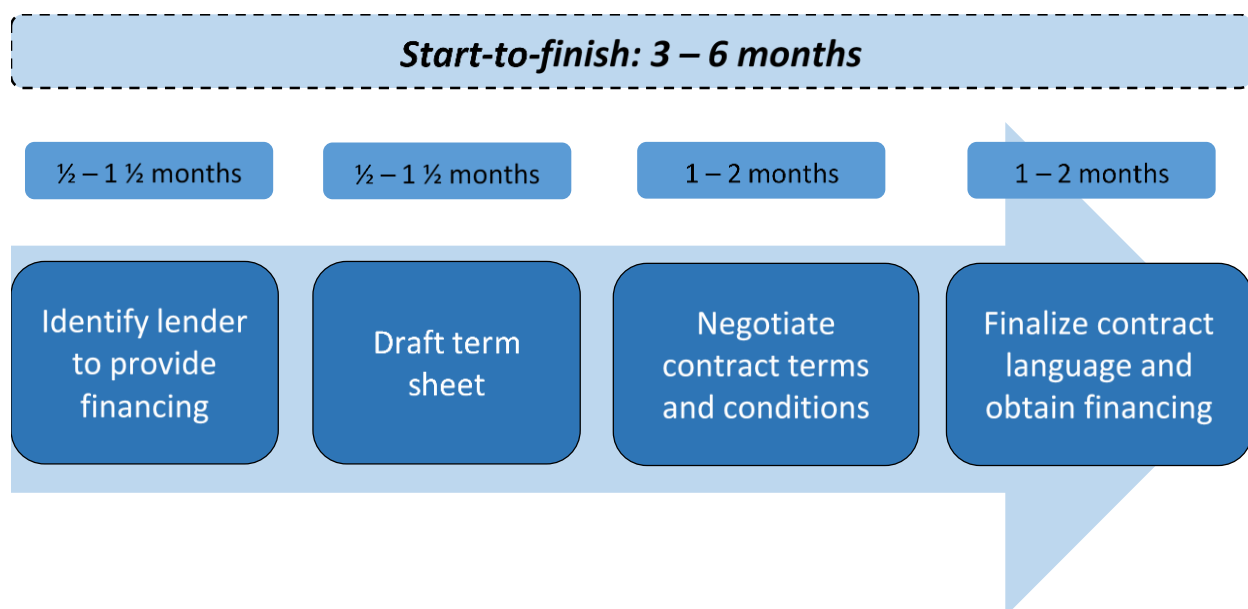 Start-to-finish: 3 – 6 months
½ – 1 ½ months
½ – 1 ½ months
1 – 2 months
1 – 2 months
Identify lender
to provide
financing
Draft term
sheet
Negotiate
contract terms
and conditions
Finalize contract
language and
obtain financing